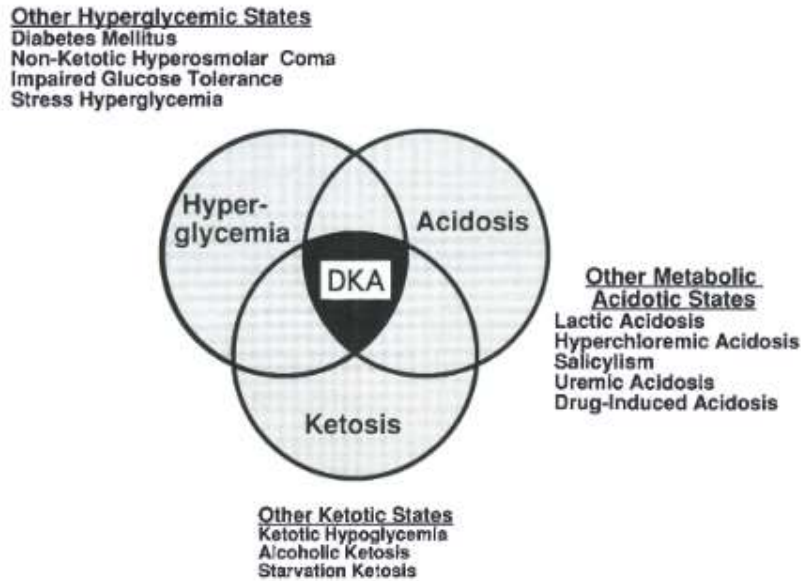 Other Hyperglycemic States
Diabetes Mellitus
Non-Ketotic Hyperosmolar Coma
Impaired Glucose Tolerance
Stress Hyperglycemia
Hyper-
glycemia
Acidosis
DKA
Ketosis
Other Metabolic
Acidotic States
Lactic Acidosis
Hyperchloremic Acidosis
Salicylism
Uremic Acidosis
Drug-Induced Acidosis
Other Ketotic States
Ketotic Hypoglycemia
Alcoholic Ketosis
Starvation Ketosis